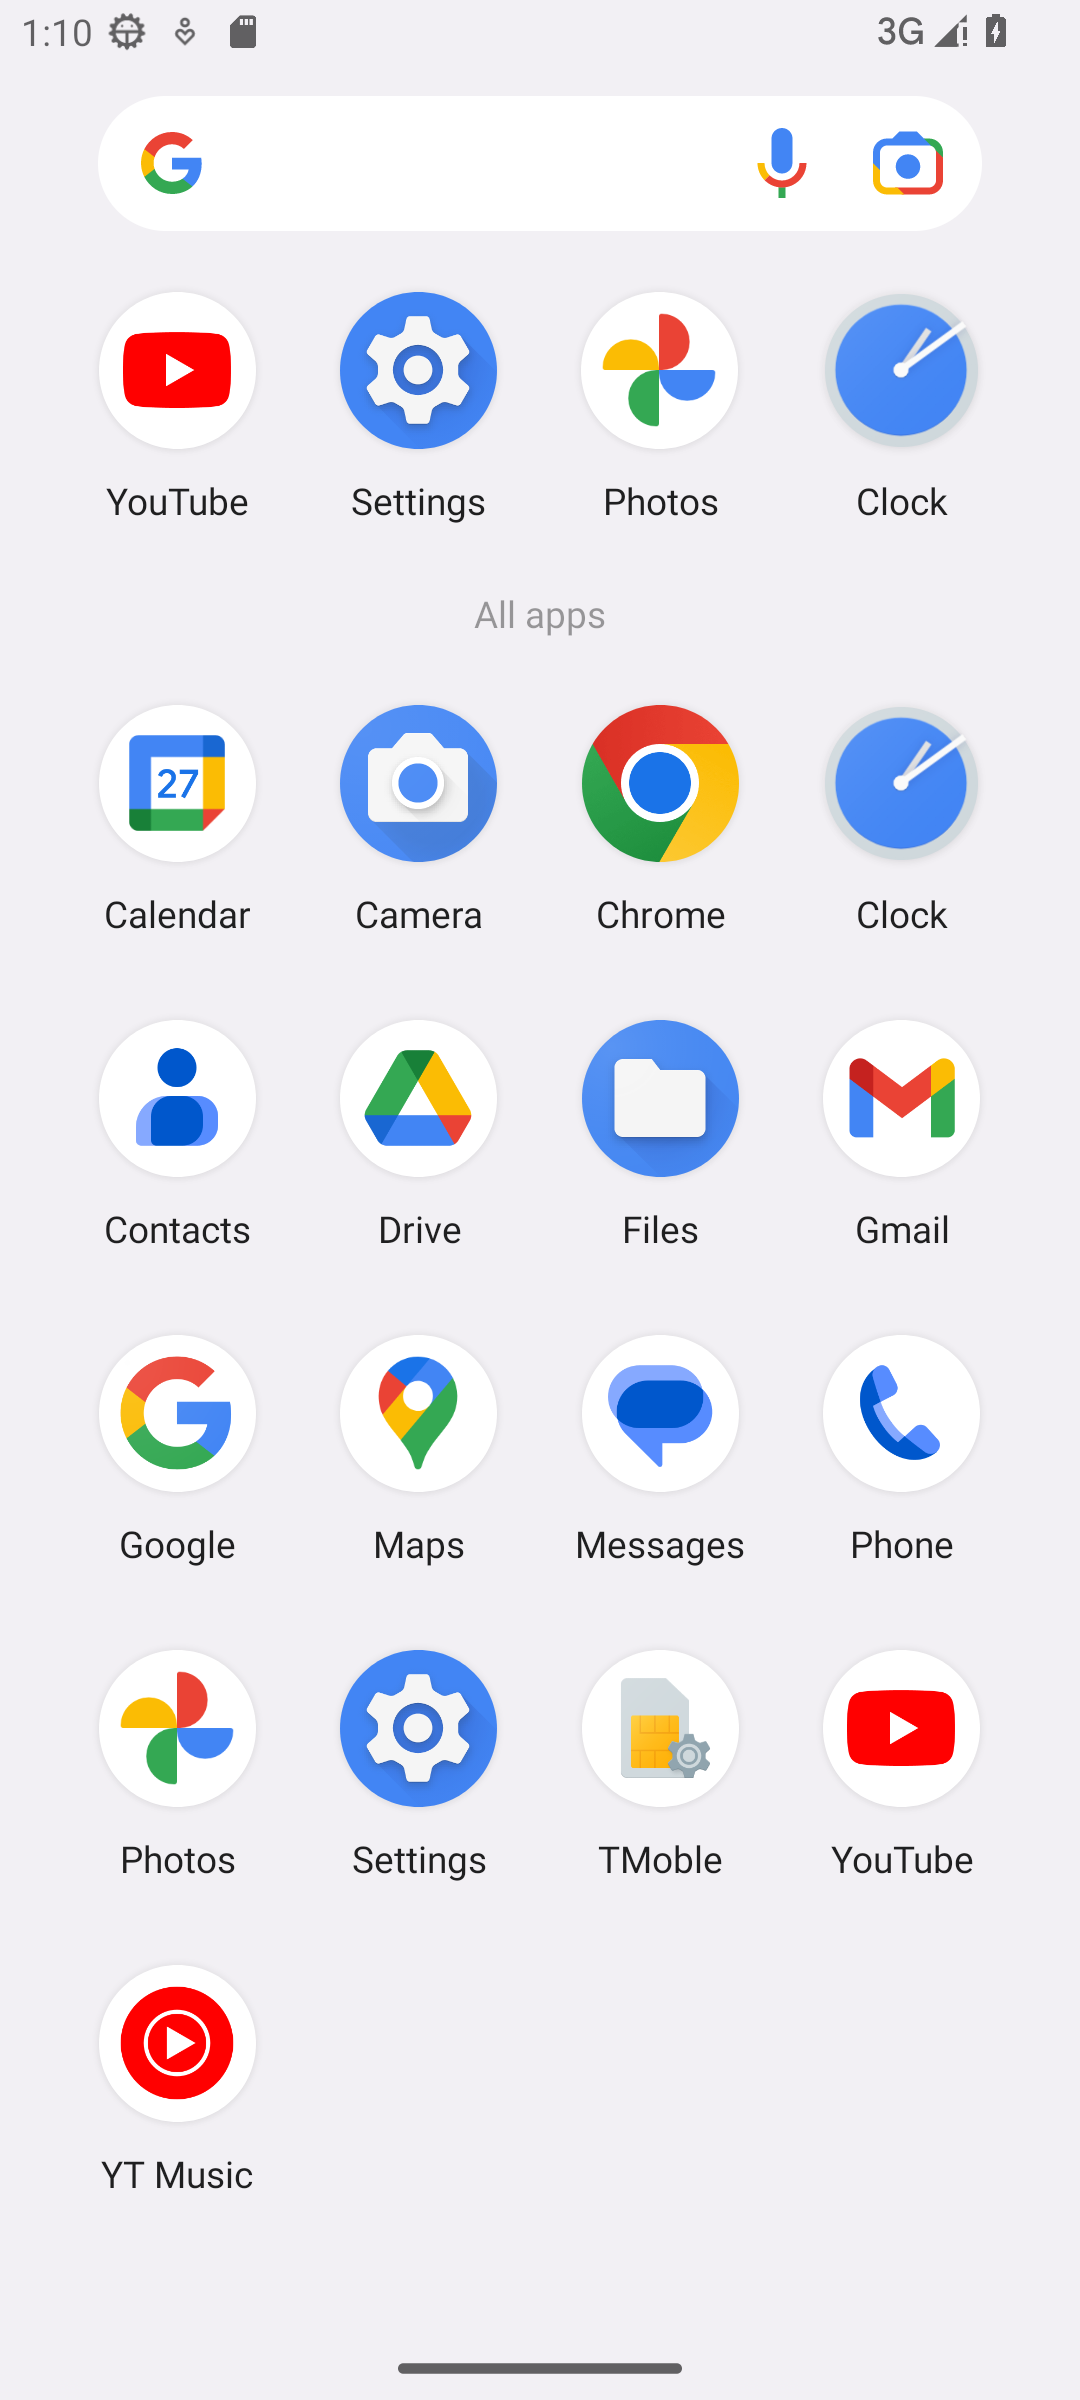 1:10 3G
YouTube Settings Photos Clock
All apps
27
Calendar Camera Chrome Clock
Contacts Drive Files Gmail
Google Maps Messages Phone
Photos Settings TMoble YouTube
YT Music